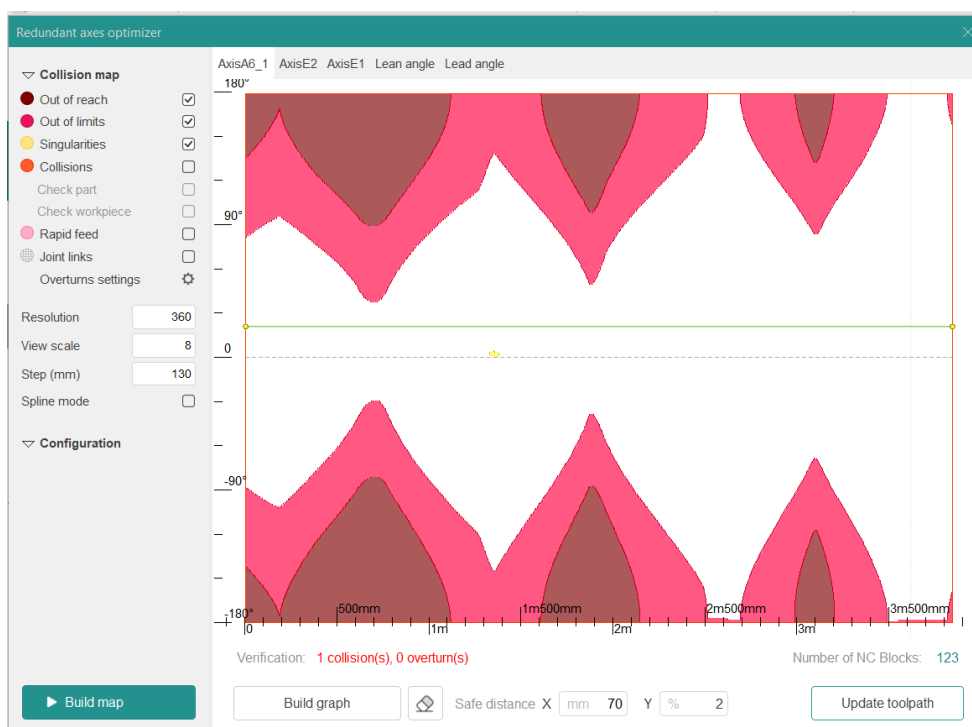 Redundant axes optimizer
Collision map
Out of reach
Out of limits
Singularities
Collisions
Check part
Check workpiece
Rapid feed
Joint links
Overturns settings
Resolution 360
View scale 8
Step (mm) 130
Spline mode
Configuration
Build map
AxisA6_1 AxisE2 AxisE1 Lean angle Lead angle
180°
90°
0
-90°
-180°
500mm 1m500mm 2m500mm 3m500mm
0 1m 2m 3m
Verification: 1 collision(s), 0 overturn(s) Number of NC Blocks: 123
Build graph Safe distance X mm 70 Y % 2 Update toolpath